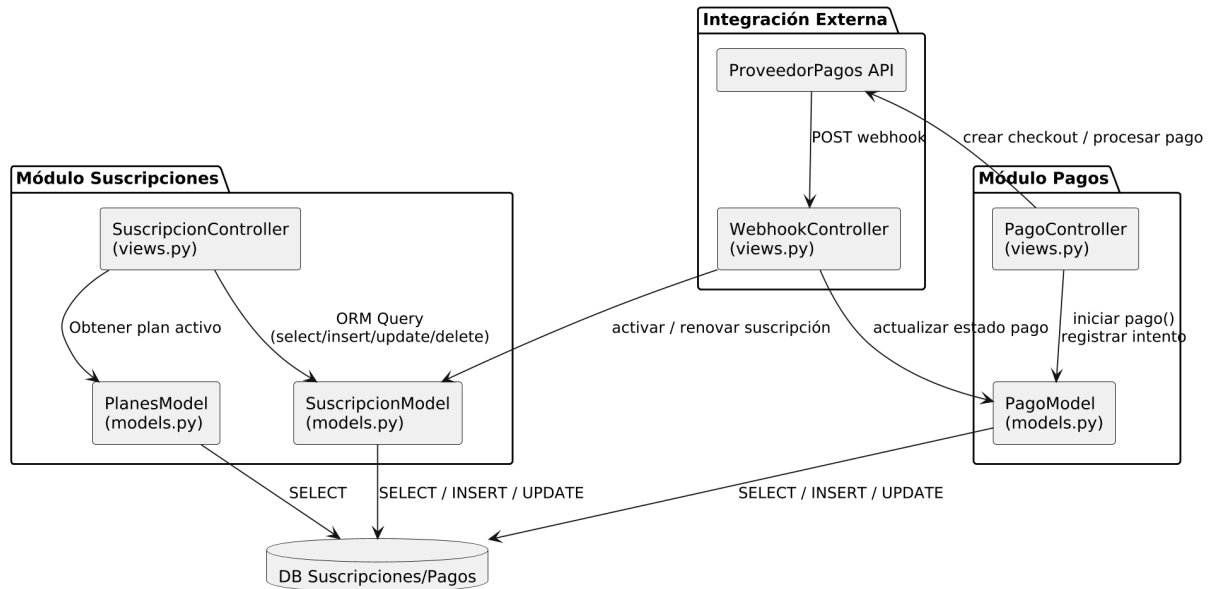 Integración Externa
ProveedorPagos API
POST webhook
crear checkout / procesar pago
Módulo Suscripciones
Módulo Pagos
SuscripcionController
(views.py)
WebhookController
(views.py)
PagoController
(views.py)
Obtener plan activo
ORM Query
(select/insert/update/delete)
activar / renovar suscripción
actualizar estado pago
iniciar pago()
registrar intento
PlanesModel
(models.py)
SuscripcionModel
(models.py)
PagoModel
(models.py)
SELECT
SELECT / INSERT / UPDATE
SELECT / INSERT / UPDATE
DB Suscripciones/Pagos